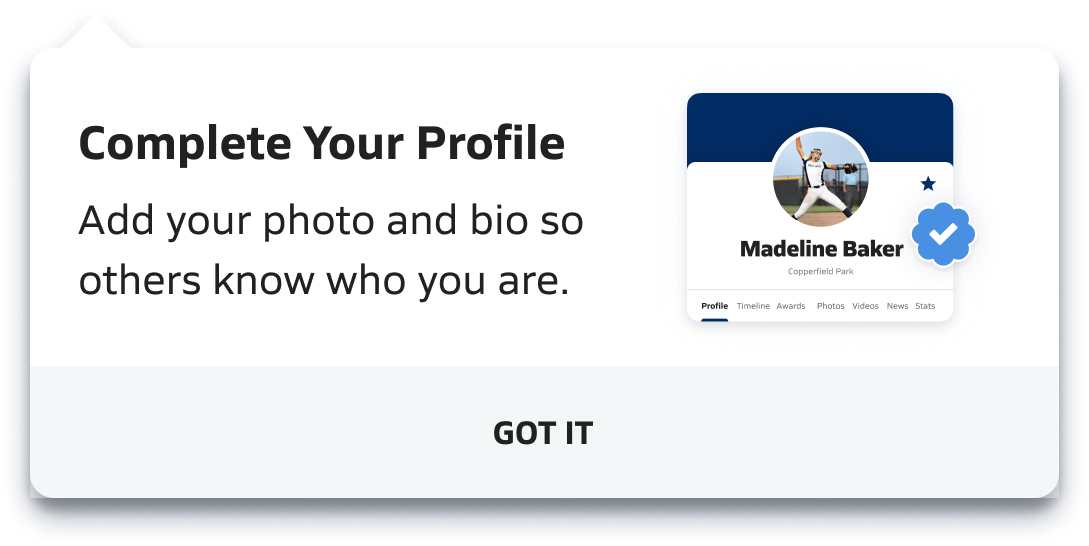 Complete Your Profile
Add your photo and bio so
others know who you are.
Madeline Baker
Copperfield Park
Profile Timeline Awards Photos Videos News Stats
GOT IT